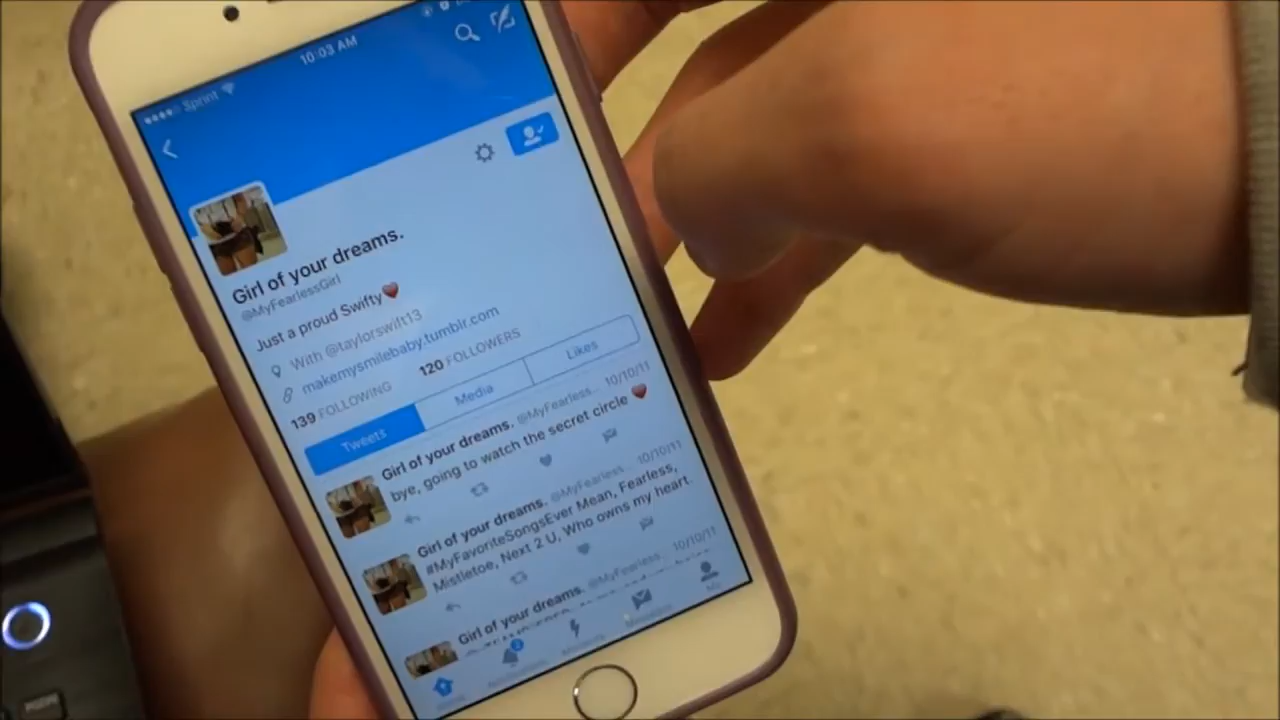 Sprint
10:03 AM
Girl of your dreams.
@MyFearlessGirl
Just a proud Swifty❤️
With @taylorswift13
makemysmilebaby.tumblr.com
139 FOLLOWING 120 FOLLOWERS
Tweets Media Likes
Girl of your dreams. @MyFearless... 10/10/11
bye, going to watch the secret circle ❤️
Girl of your dreams. @MyFearless... 10/10/11
#MyFavoriteSongsEver Mean, Fearless,
Mistletoe, Next 2 U, Who owns my heart.
Girl of your dreams. @MyFearless... 10/10/11
Me